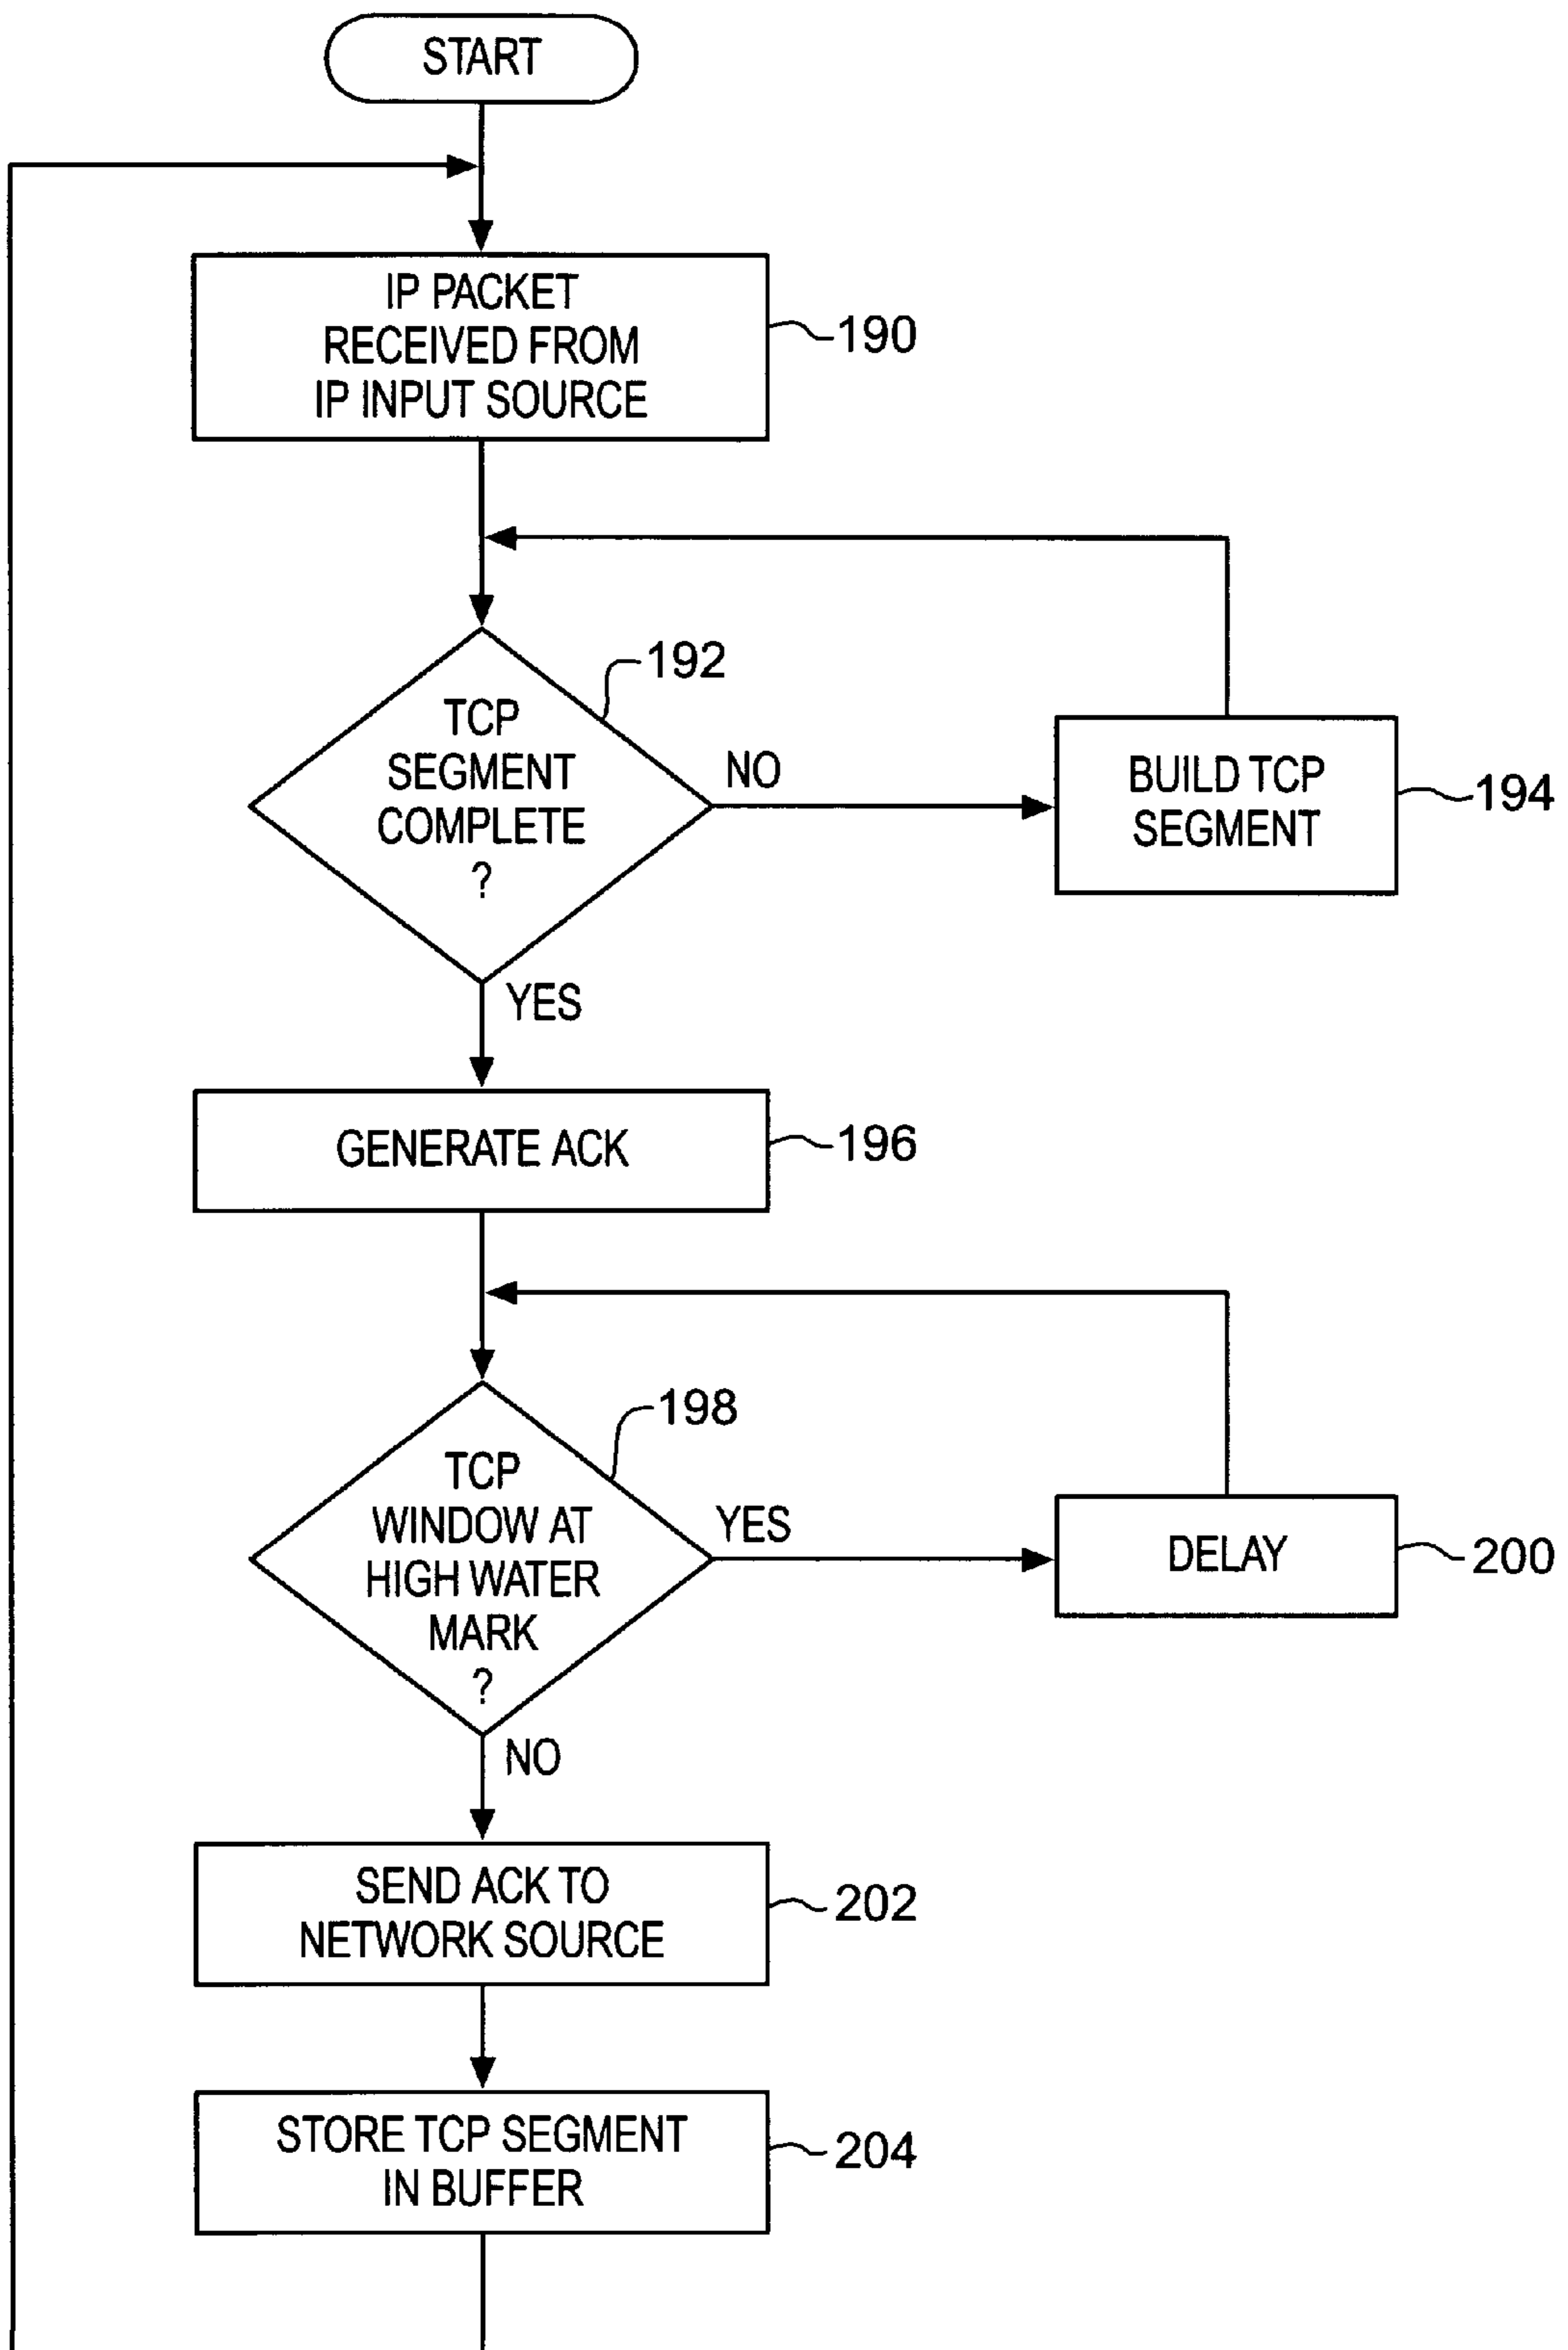 START
IP PACKET
RECEIVED FROM
IP INPUT SOURCE
190
192
TCP
SEGMENT
COMPLETE
?
NO
BUILD TCP
SEGMENT
194
YES
GENERATE ACK
196
198
TCP
WINDOW AT
HIGH WATER
MARK
?
YES
DELAY
200
NO
SEND ACK TO
NETWORK SOURCE
202
STORE TCP SEGMENT
IN BUFFER
204